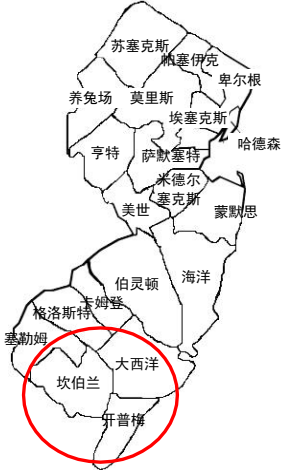 苏塞克斯
帕塞伊克
卑尔根
养兔场
莫里斯
埃塞克斯
哈德森
亨特
萨默塞特
米德尔
塞克斯
美世
蒙默思
伯灵顿
海洋
卡姆登
格洛斯特
塞勒姆
大西洋
坎伯兰
开普梅